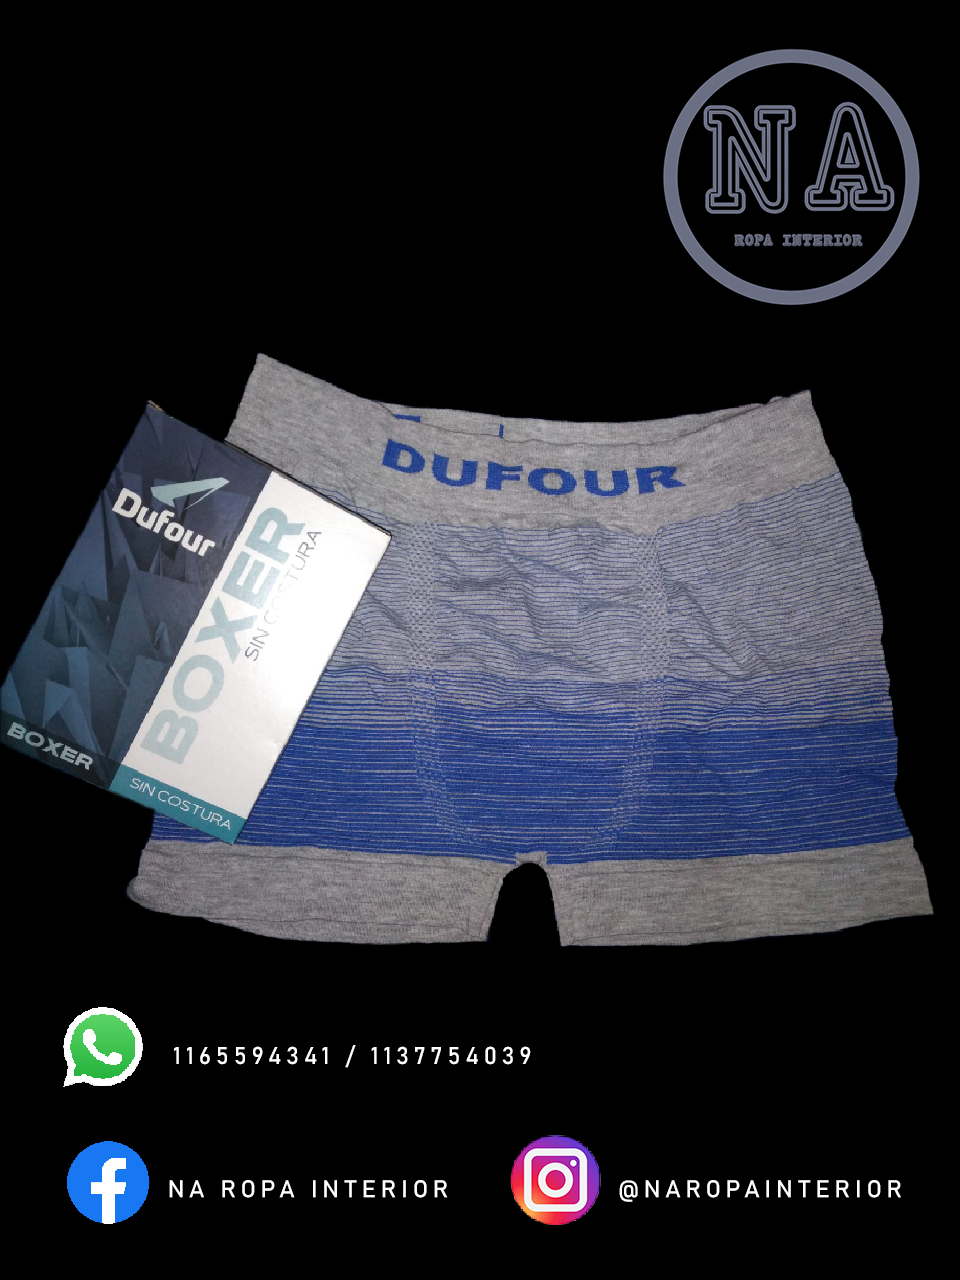 NA
ROPA INTERIOR
DUFOUR
Dufour
BOXER
SIN COSTURA
BOXER
SIN COSTURA
1165594341 / 1137754039
NA ROPA INTERIOR
@NAROPAINTERIOR